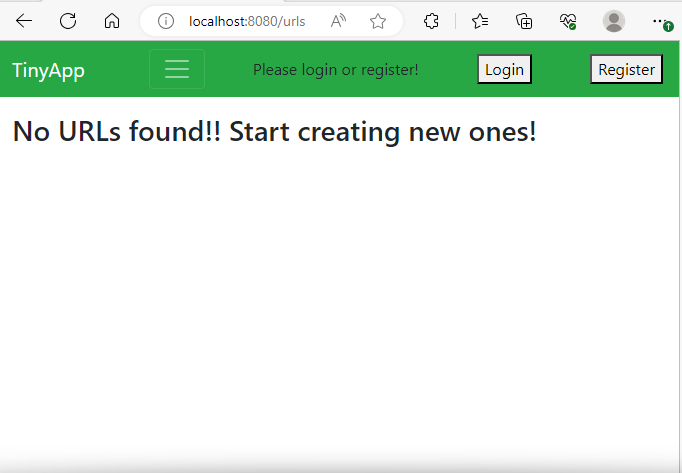 localhost:8080/urls
TinyApp
Please login or register!
Login
Register
No URLs found!! Start creating new ones!